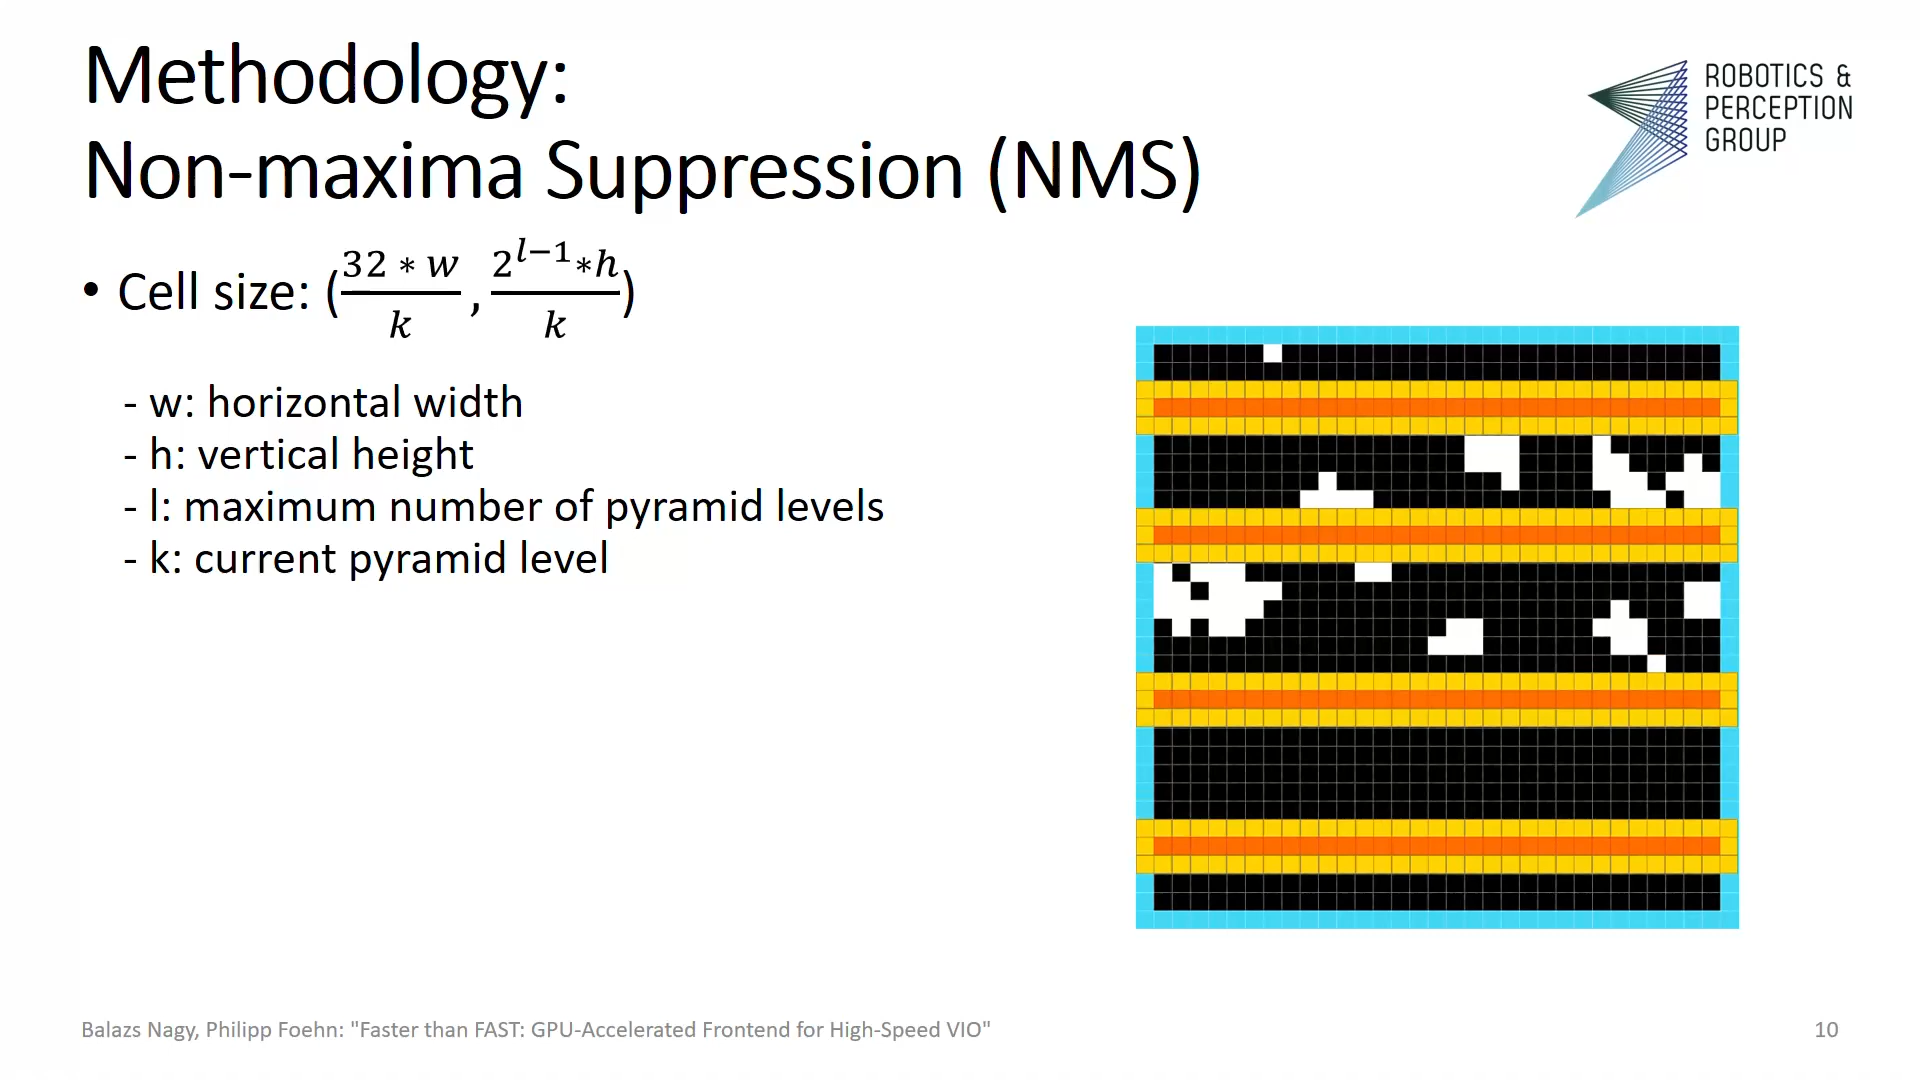 Methodology:
Non-maxima Suppression (NMS)
ROBOTICS &
PERCEPTION
GROUP
• Cell size: (\frac{32 * w}{k}, \frac{2^{l-1}*h}{k})
- w: horizontal width
- h: vertical height
- l: maximum number of pyramid levels
- k: current pyramid level
Balazs Nagy, Philipp Foehn: "Faster than FAST: GPU-Accelerated Frontend for High-Speed VIO"
10